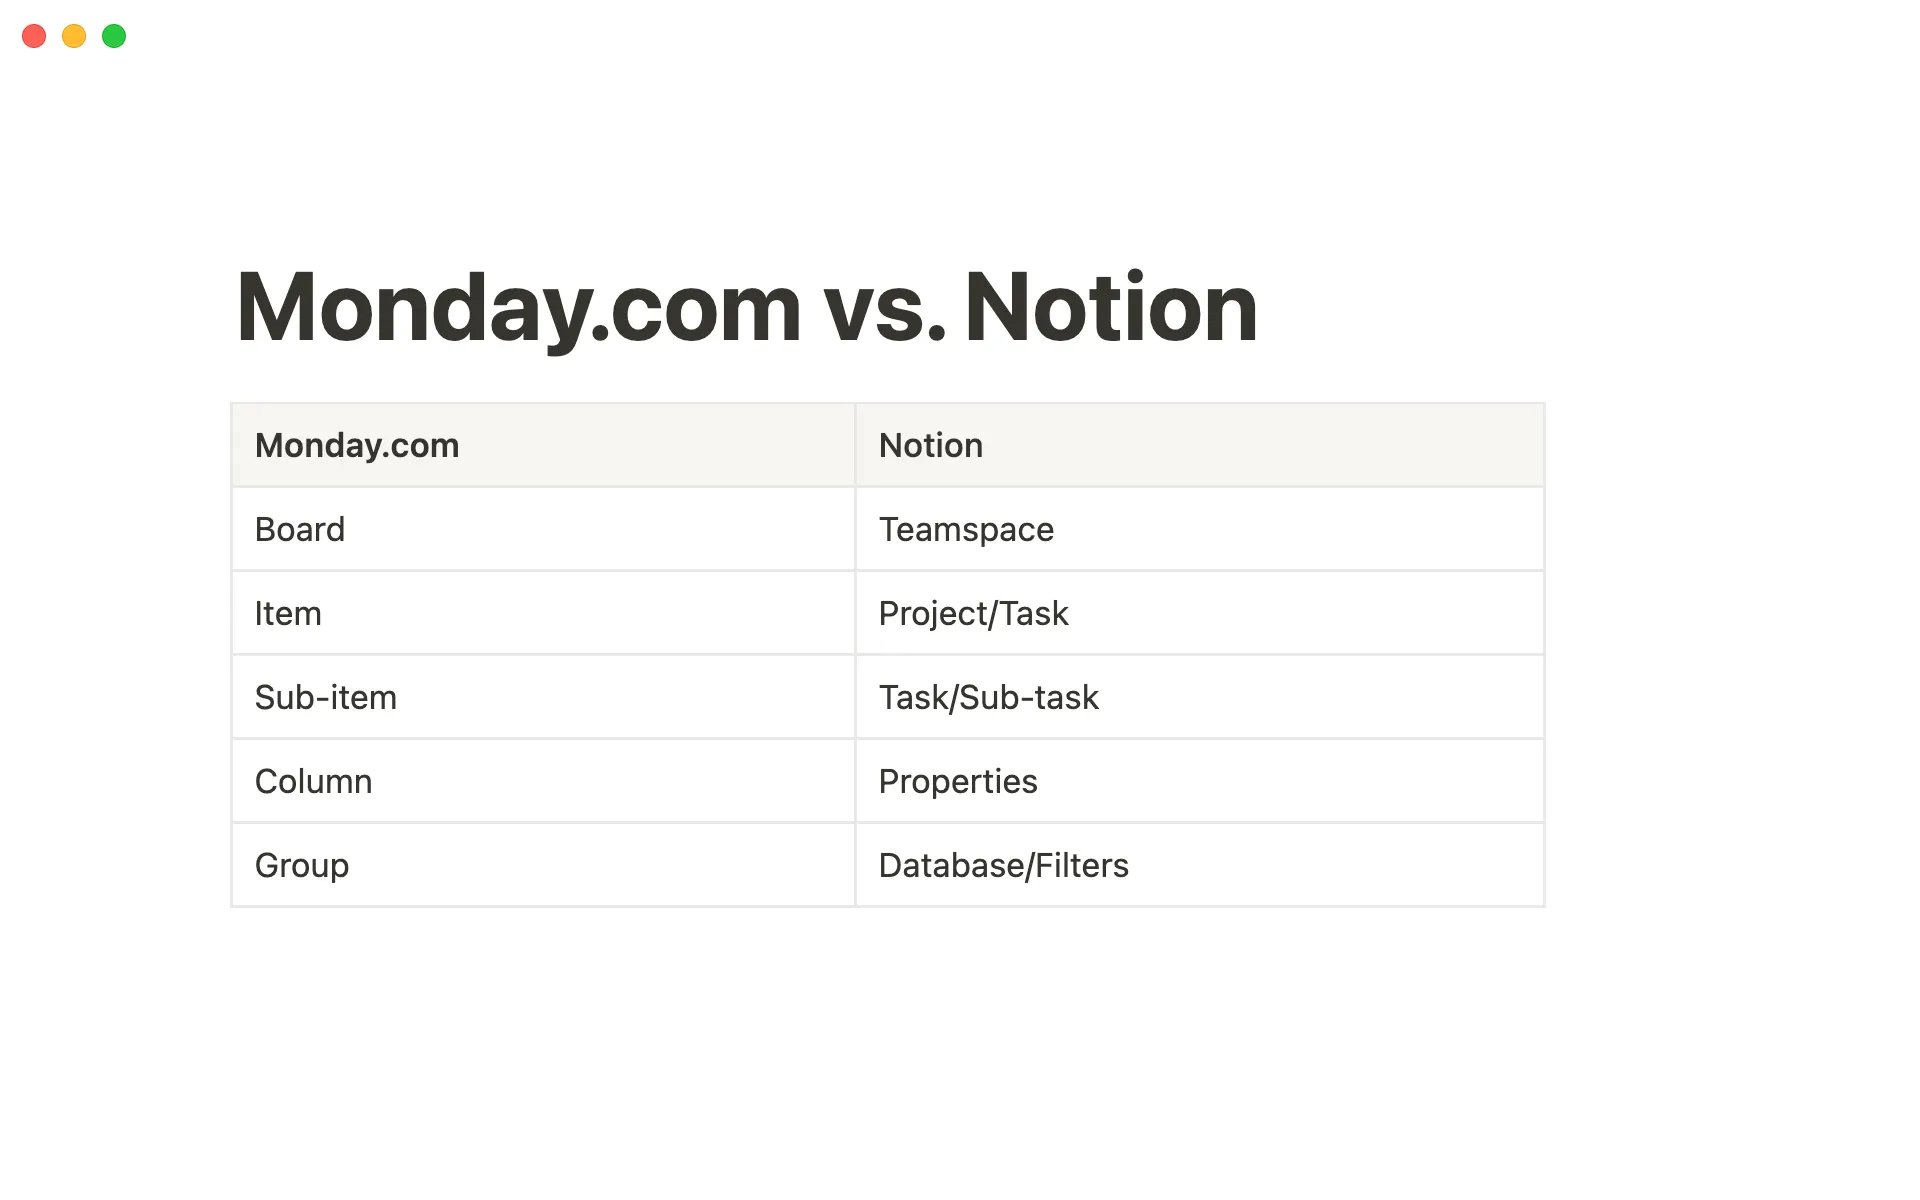 Monday.com vs. Notion
Monday.com Notion
Board Teamspace
Item Project/Task
Sub-item Task/Sub-task
Column Properties
Group Database/Filters